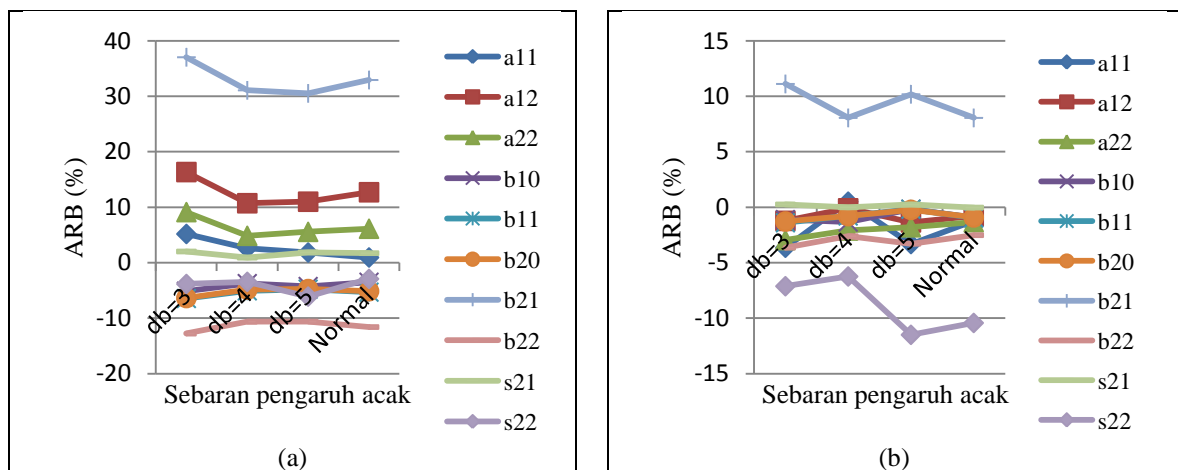 40
30
20
10
0
-10
-20
ARB (%)
db=3
db=4
db=5
Normal
Sebaran pengaruh acak
a11
a12
a22
b10
b11
b20
b21
b22
s21
s22
(a)
15
10
5
0
-5
-10
-15
ARB (%)
db=3
db=4
db=5
Normal
Sebaran pengaruh acak
a11
a12
a22
b10
b11
b20
b21
b22
s21
s22
(b)